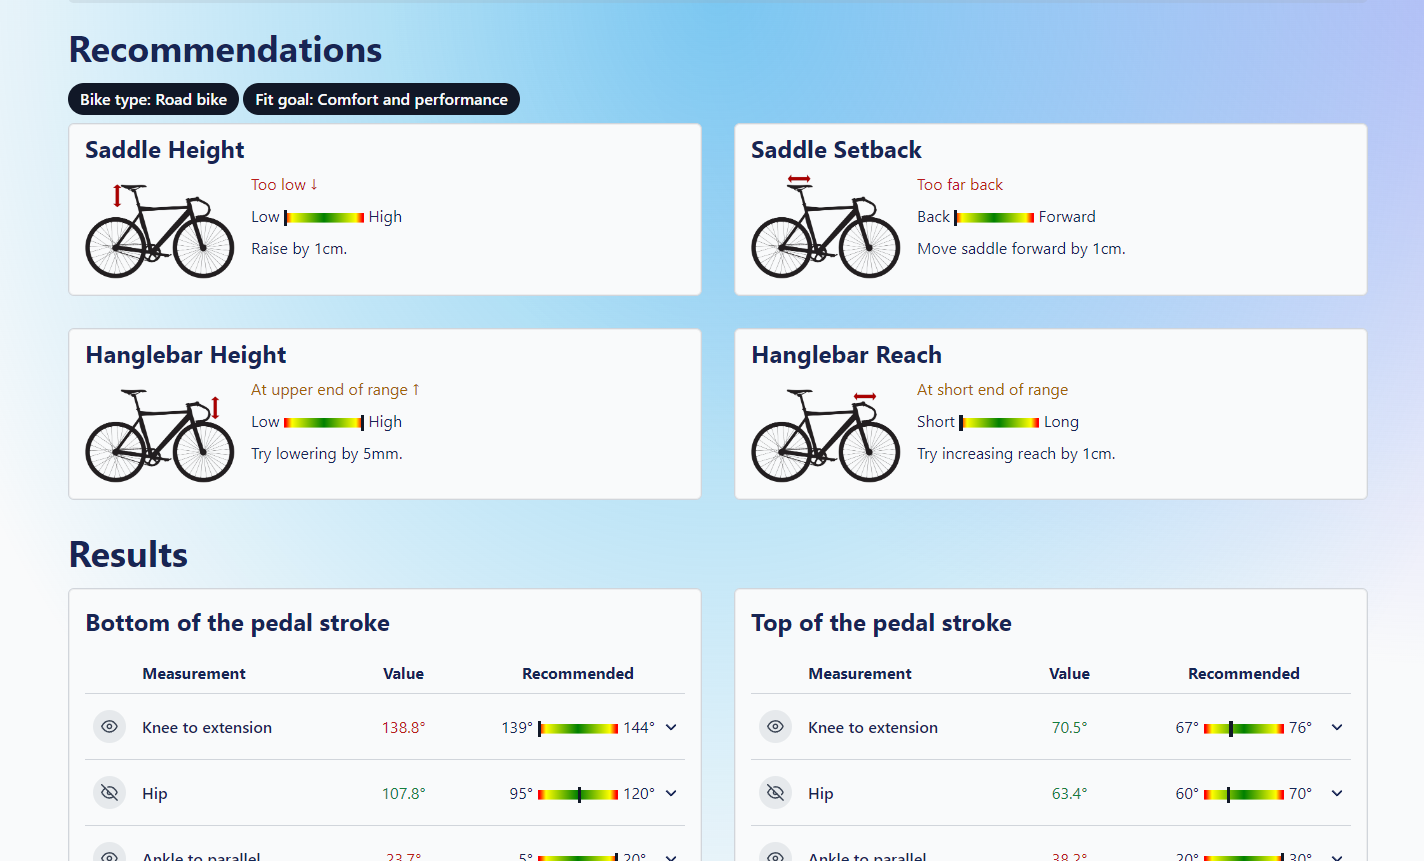 Recommendations
Bike type: Road bike Fit goal: Comfort and performance
Saddle Height
Too low ↓
Low High
Raise by 1cm.
Saddle Setback
Too far back
Back Forward
Move saddle forward by 1cm.
Hanglebar Height
At upper end of range ↑
Low High
Try lowering by 5mm.
Hanglebar Reach
At short end of range
Short Long
Try increasing reach by 1cm.
Results
Bottom of the pedal stroke
Measurement Value Recommended
Knee to extension 138.8° 139° 144°
Hip 107.8° 95° 120°
Ankle to parallel 23.7° 5° 20°
Top of the pedal stroke
Measurement Value Recommended
Knee to extension 70.5° 67° 76°
Hip 63.4° 60° 70°
Ankle to parallel 38.2° 20° 30°